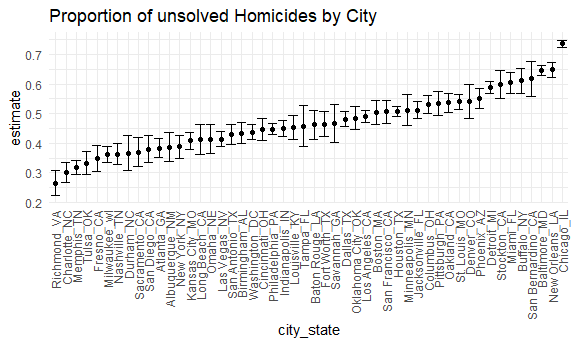 Proportion of unsolved Homicides by City
estimate
0.7
0.6
0.5
0.4
0.3
0.2
Richmond_VA
Charlotte_NC
Memphis_TN
Tulsa_OK
Fresno_CA
Milwaukee_wI
Nashville_TN
Durham_NC
Sacramento_CA
San Diego_CA
Atlanta_GA
Albuquerque_NM
New York_NY
Kansas City_MO
Long Beach_CA
Omaha_NE
Las Vegas_NV
San Antonio_TX
Birmingham_AL
Washington_DC
Cincinnati_OH
Philadelphia_PA
Indianapolis_IN
Louisville_KY
Tampa_FL
Baton Rouge_LA
Fort Worth_TX
Savannah_GA
Dallas_TX
Oklahoma City_OK
Los Angeles_CA
Boston_MA
San Francisco_CA
Houston_TX
Minneapolis_MN
Jacksonville_FL
Columbus_OH
Pittsburgh_PA
Oakland_CA
St. Louis_MO
Denver_CO
Phoenix_AZ
Detroit_MI
Stockton_CA
Miami_FL
Buffalo_NY
San Bernardino_CA
Baltimore_MD
New Orleans_LA
Chicago_IL
city_state